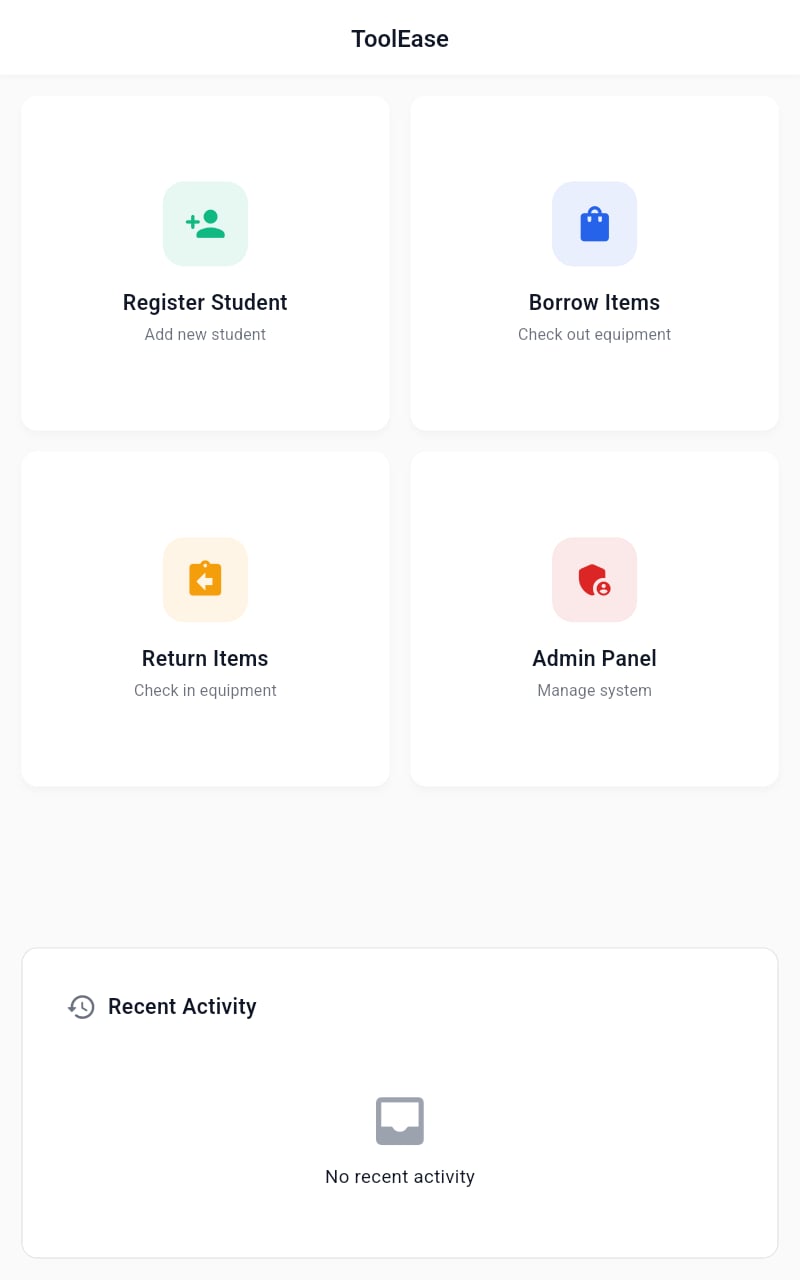 ToolEase
Register Student
Add new student
Borrow Items
Check out equipment
Return Items
Check in equipment
Admin Panel
Manage system
Recent Activity
No recent activity